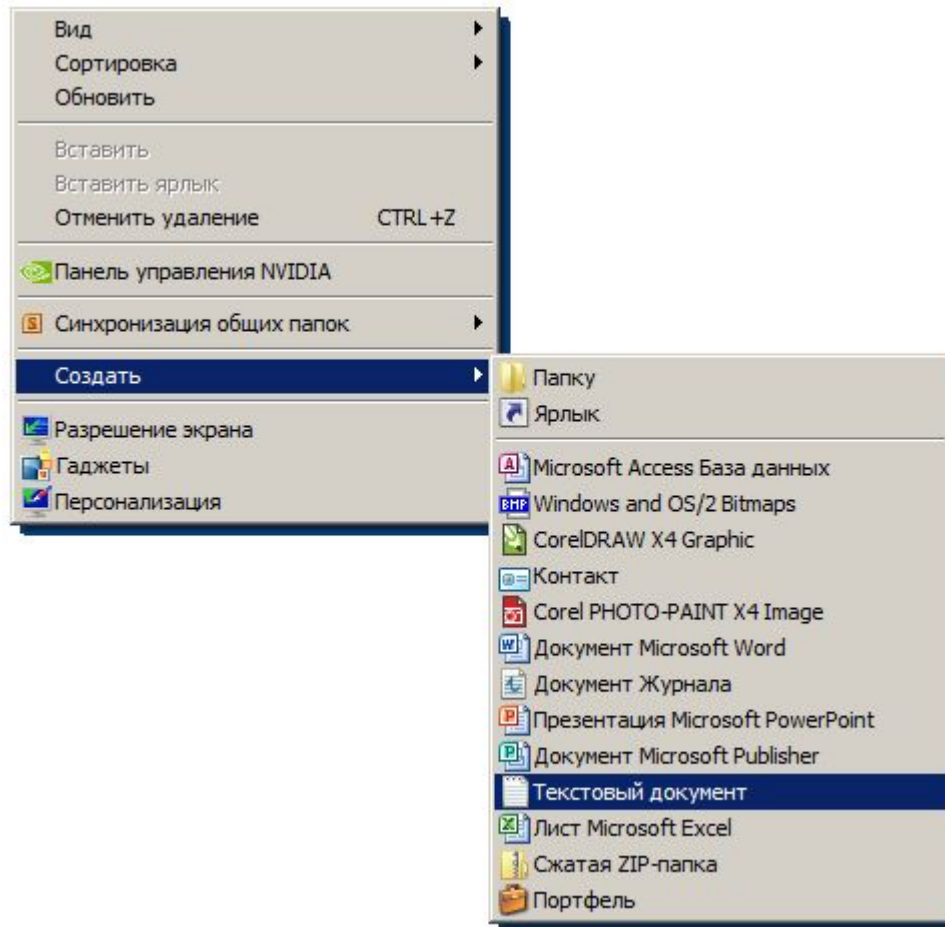 Вид
Сортировка
Обновить
Вставить
Вставить ярлык
Отменить удаление CTRL+Z
Панель управления NVIDIA
S Синхронизация общих папок
Создать
Разрешение экрана
Гаджеты
Персонализация
Папку
Ярлык
Microsoft Access База данных
BMP Windows and OS/2 Bitmaps
CorelDRAW X4 Graphic
Контакт
Corel PHOTO-PAINT X4 Image
Документ Microsoft Word
Документ Журнала
Презентация Microsoft PowerPoint
Документ Microsoft Publisher
Текстовый документ
Лист Microsoft Excel
Сжатая ZIP-папка
Портфель